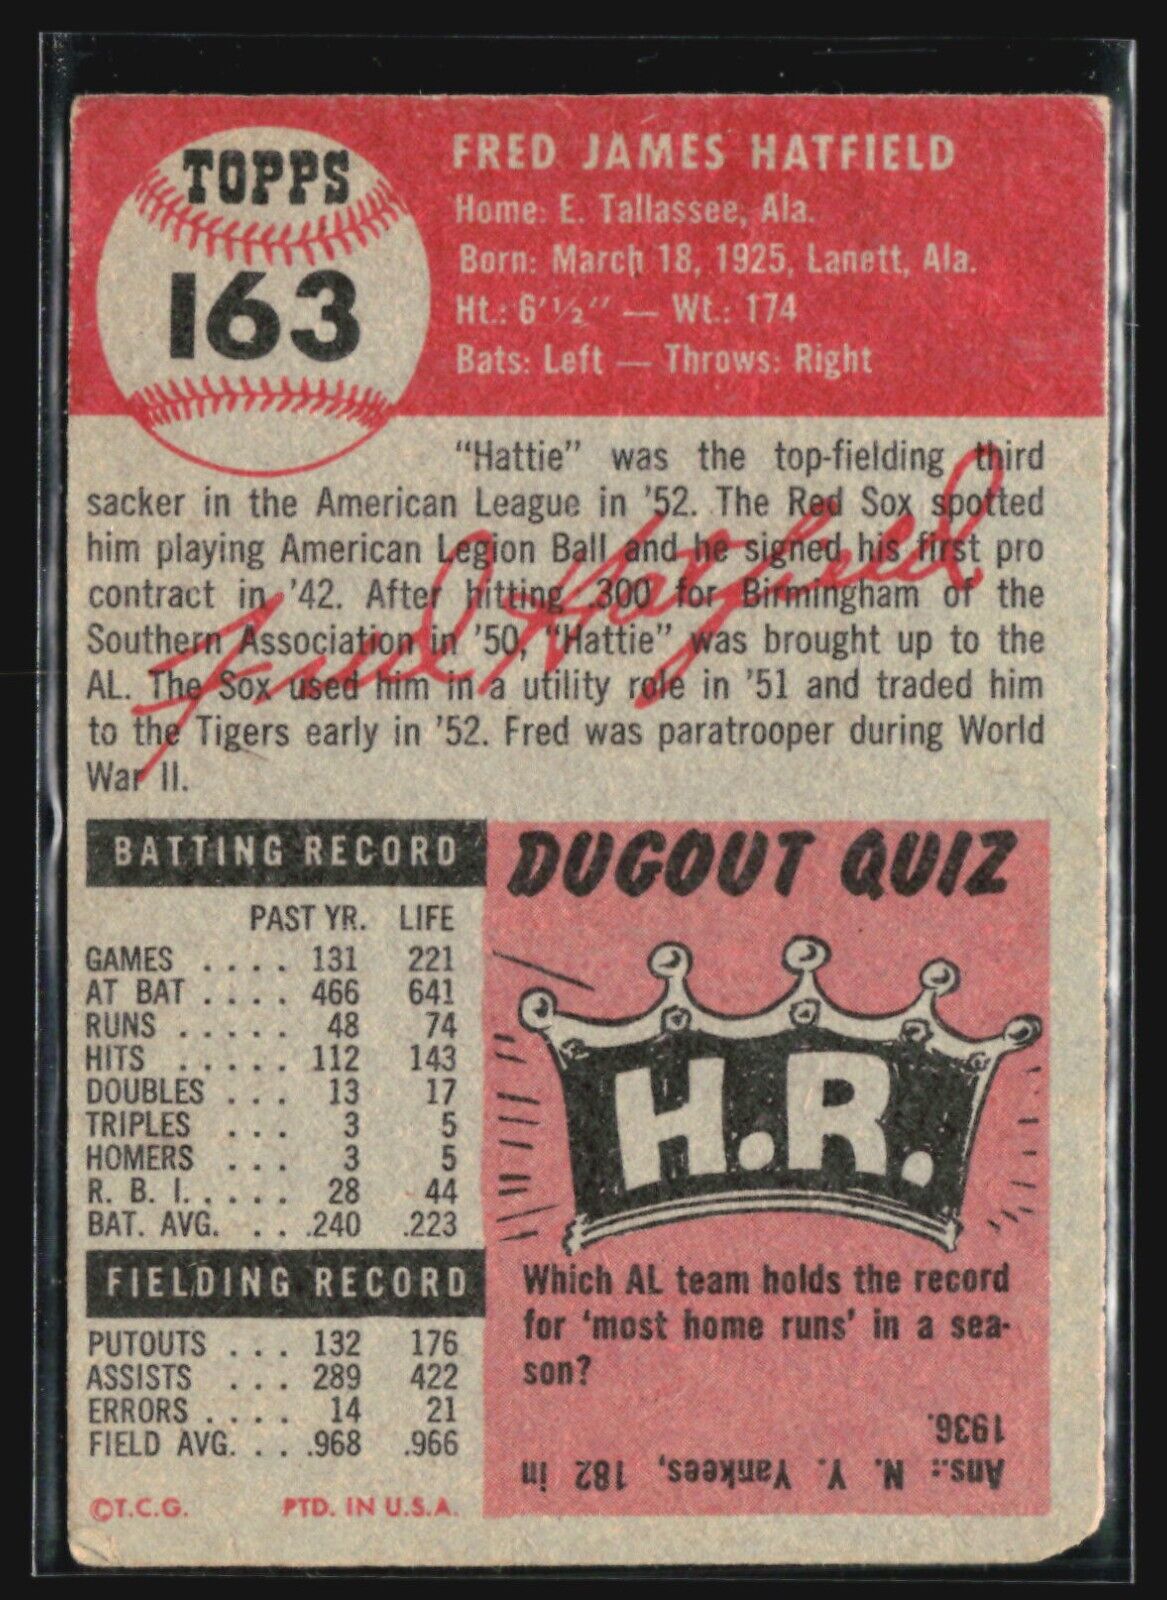 TOPPS
163
FRED JAMES HATFIELD
Home: E. Tallassee, Ala.
Born: March 18, 1925, Lanett, Ala.
Ht.: 6'½" — Wt.: 174
Bats: Left — Throws: Right
"Hattie" was the top-fielding third
sacker in the American League in '52. The Red Sox spotted
him playing American Legion Ball and he signed his first pro
contract in '42. After hitting .300 for Birmingham of the
Southern Association in '50, "Hattie" was brought up to the
AL. The Sox used him in a utility role in '51 and traded him
to the Tigers early in '52. Fred was paratrooper during World
War II.
Fred Hatfield
BATTING RECORD
PAST YR. LIFE
GAMES .... 131 221
AT BAT .... 466 641
RUNS ..... 48 74
HITS ..... 112 143
DOUBLES ... 13 17
TRIPLES ... 3 5
HOMERS ... 3 5
R. B. I. .... 28 44
BAT. AVG. .. .240 .223
FIELDING RECORD
PUTOUTS ... 132 176
ASSISTS ... 289 422
ERRORS .... 14 21
FIELD AVG. .. .968 .966
©T.C.G. PTD. IN U.S.A.
DUGOUT QUIZ
H.R.
Which AL team holds the record
for 'most home runs' in a sea-
son?
Ans.: N. Y. Yankees, 182 in
1936.